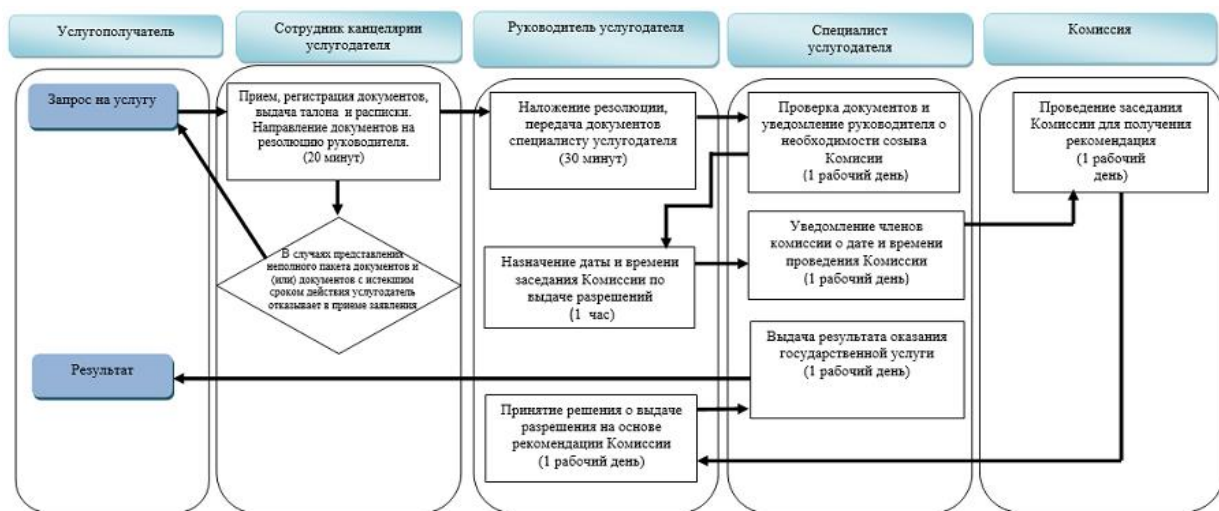 Услугополучатель
Сотрудник канцелярии
услугодателя
Руководитель услугодателя
Специалист
услугодателя
Комиссия
Запрос на услугу
Прием, регистрация документов,
выдача талона и расписки.
Направление документов на
резолюцию руководителя.
(20 минут)
Наложение резолюции,
передача документов
специалисту услугодателя
(30 минут)
Проверка документов и
уведомление руководителя о
необходимости созыва
Комисии
(1 рабочий день)
Проведение заседания
Комиссии для получения
рекомендация
(1 рабочий
день)
В случаях представления
неполного пакета документов и
(или) документов с истекшим
сроком действия услугодатель
отказывает в приеме заявления
Назначение даты и времени
заседания Комиссии по
выдаче разрешений
(1 час)
Уведомление членов
комиссии о дате и времени
проведения Комиссии
(1 рабочий день)
Выдача результата оказания
государственной услуги
(1 рабочий день)
Результат
Принятие решения о выдаче
разрешения на основе
рекомендации Комиссии
(1 рабочий день)